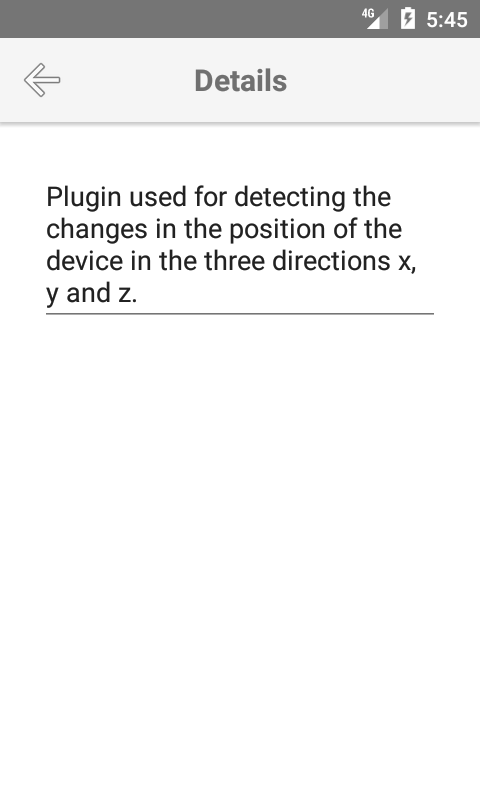 4G 5:45
Details
Plugin used for detecting the
changes in the position of the
device in the three directions x,
y and z.